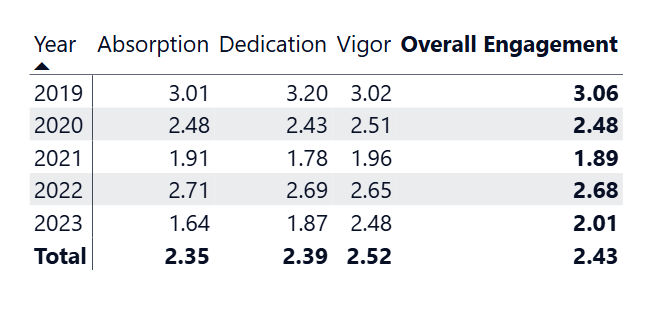 Year Absorption Dedication Vigor Overall Engagement
2019 3.01 3.20 3.02 3.06
2020 2.48 2.43 2.51 2.48
2021 1.91 1.78 1.96 1.89
2022 2.71 2.69 2.65 2.68
2023 1.64 1.87 2.48 2.01
Total 2.35 2.39 2.52 2.43